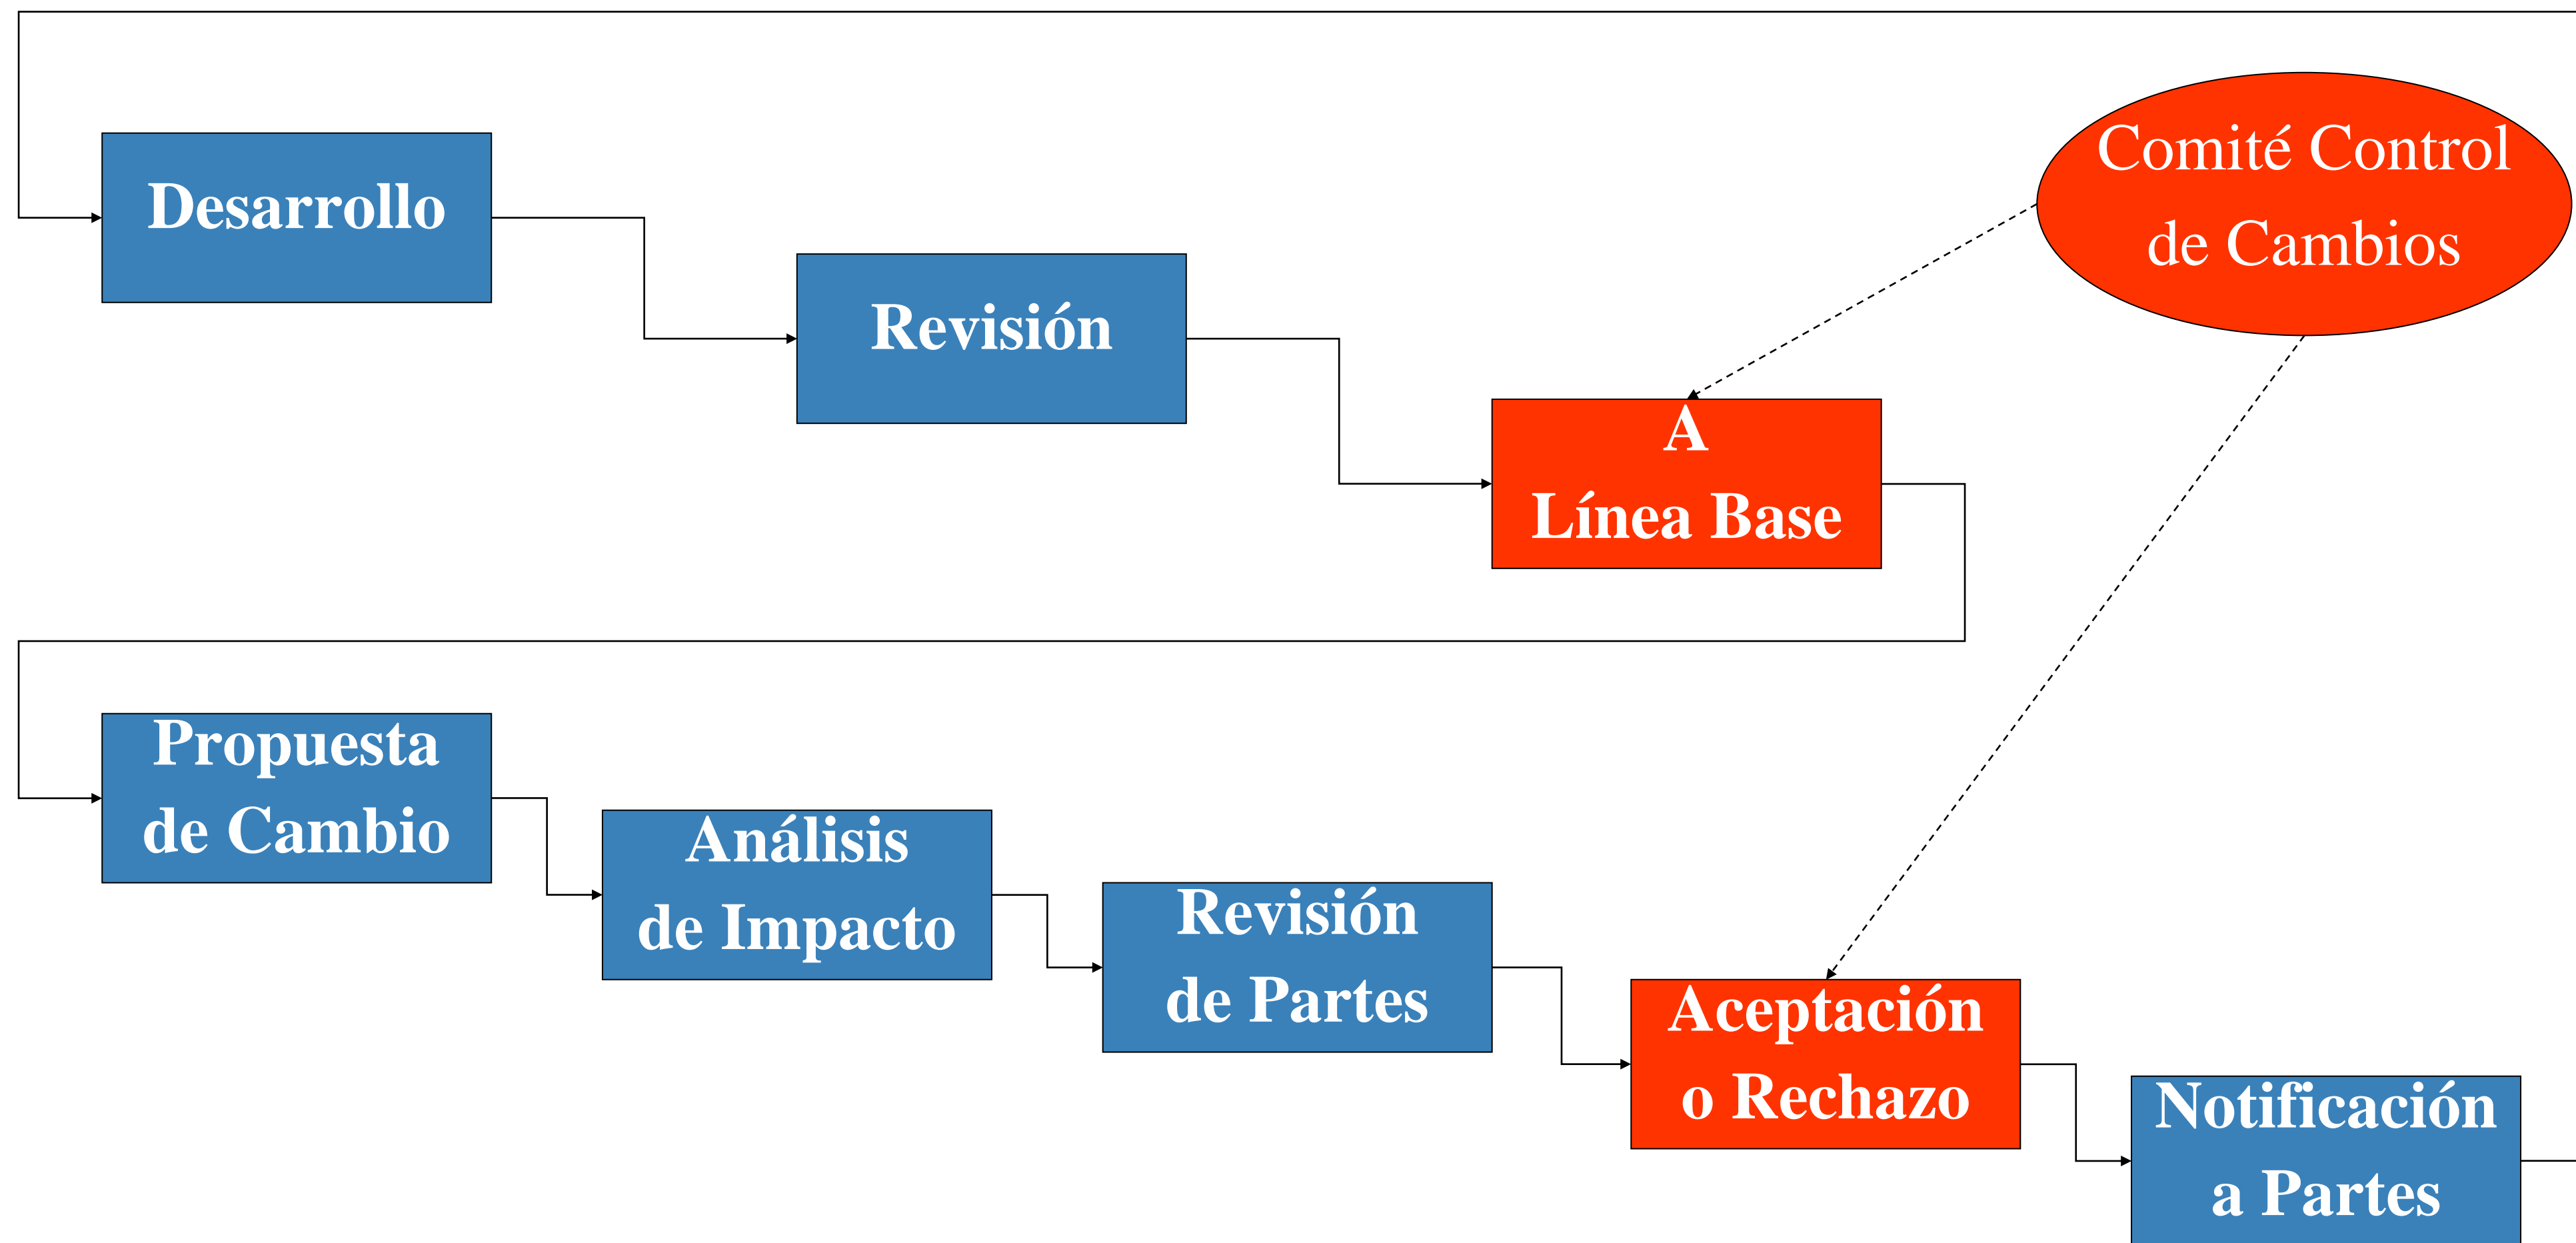 Desarrollo
Revisión
Comité Control
de Cambios
A
Línea Base
Propuesta
de Cambio
Análisis
de Impacto
Revisión
de Partes
Aceptación
o Rechazo
Notificación
a Partes